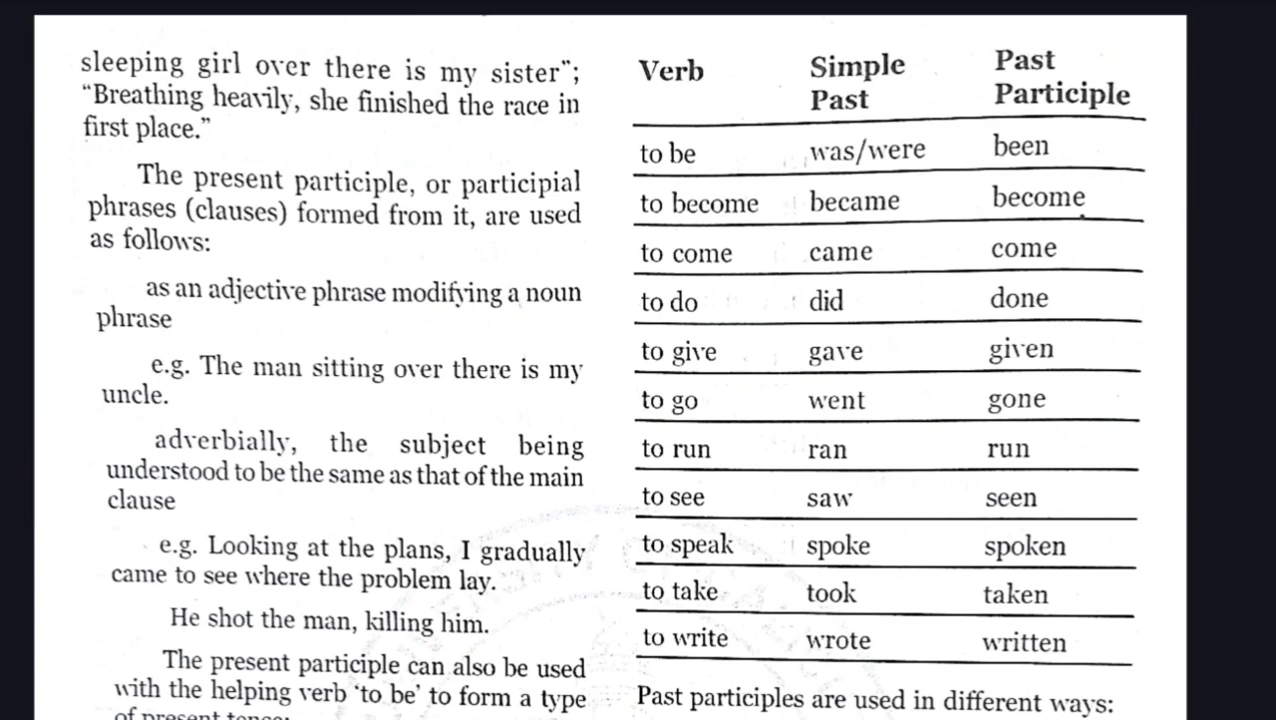 sleeping girl over there is my sister";
"Breathing heavily, she finished the race in
first place."
The present participle, or participial
phrases (clauses) formed from it, are used
as follows:
as an adjective phrase modifying a noun
phrase
e.g. The man sitting over there is my
uncle.
adverbially, the subject being
understood to be the same as that of the main
clause
e.g. Looking at the plans, I gradually
came to see where the problem lay.
He shot the man, killing him.
The present participle can also be used
with the helping verb 'to be' to form a type
of present tense:
Verb Simple Past Past Participle
to be was/were been
to become became become
to come came come
to do did done
to give gave given
to go went gone
to run ran run
to see saw seen
to speak spoke spoken
to take took taken
to write wrote written
Past participles are used in different ways: